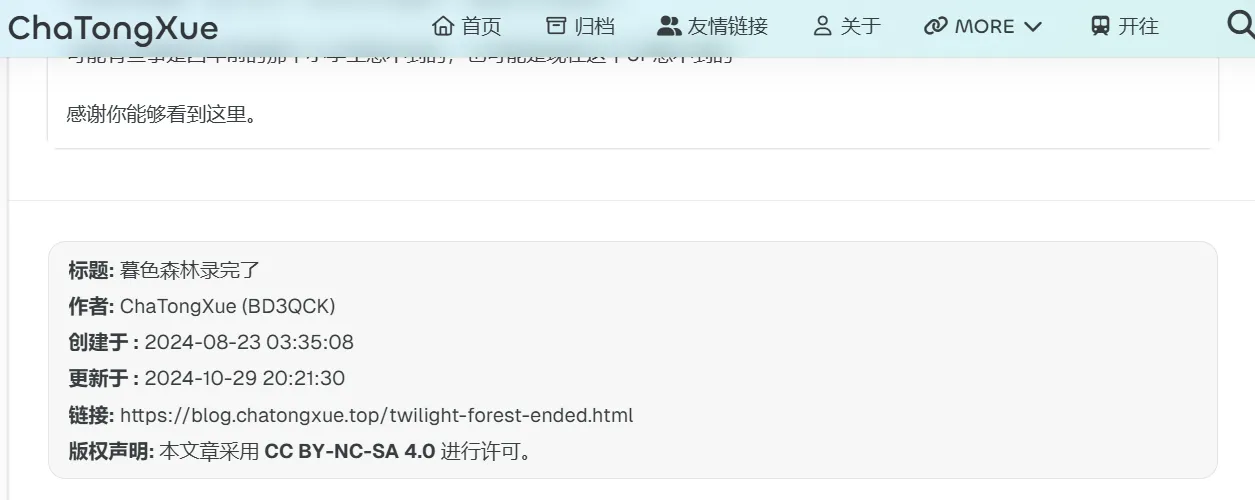 ChaTongXue 首页 归档 友情链接 关于 MORE 开往
感谢你能够看到这里。
标题: 暮色森林录完了
作者: ChaTongXue (BD3QCK)
创建于 : 2024-08-23 03:35:08
更新于 : 2024-10-29 20:21:30
链接: https://blog.chatongxue.top/twilight-forest-ended.html
版权声明: 本文章采用 CC BY-NC-SA 4.0 进行许可。